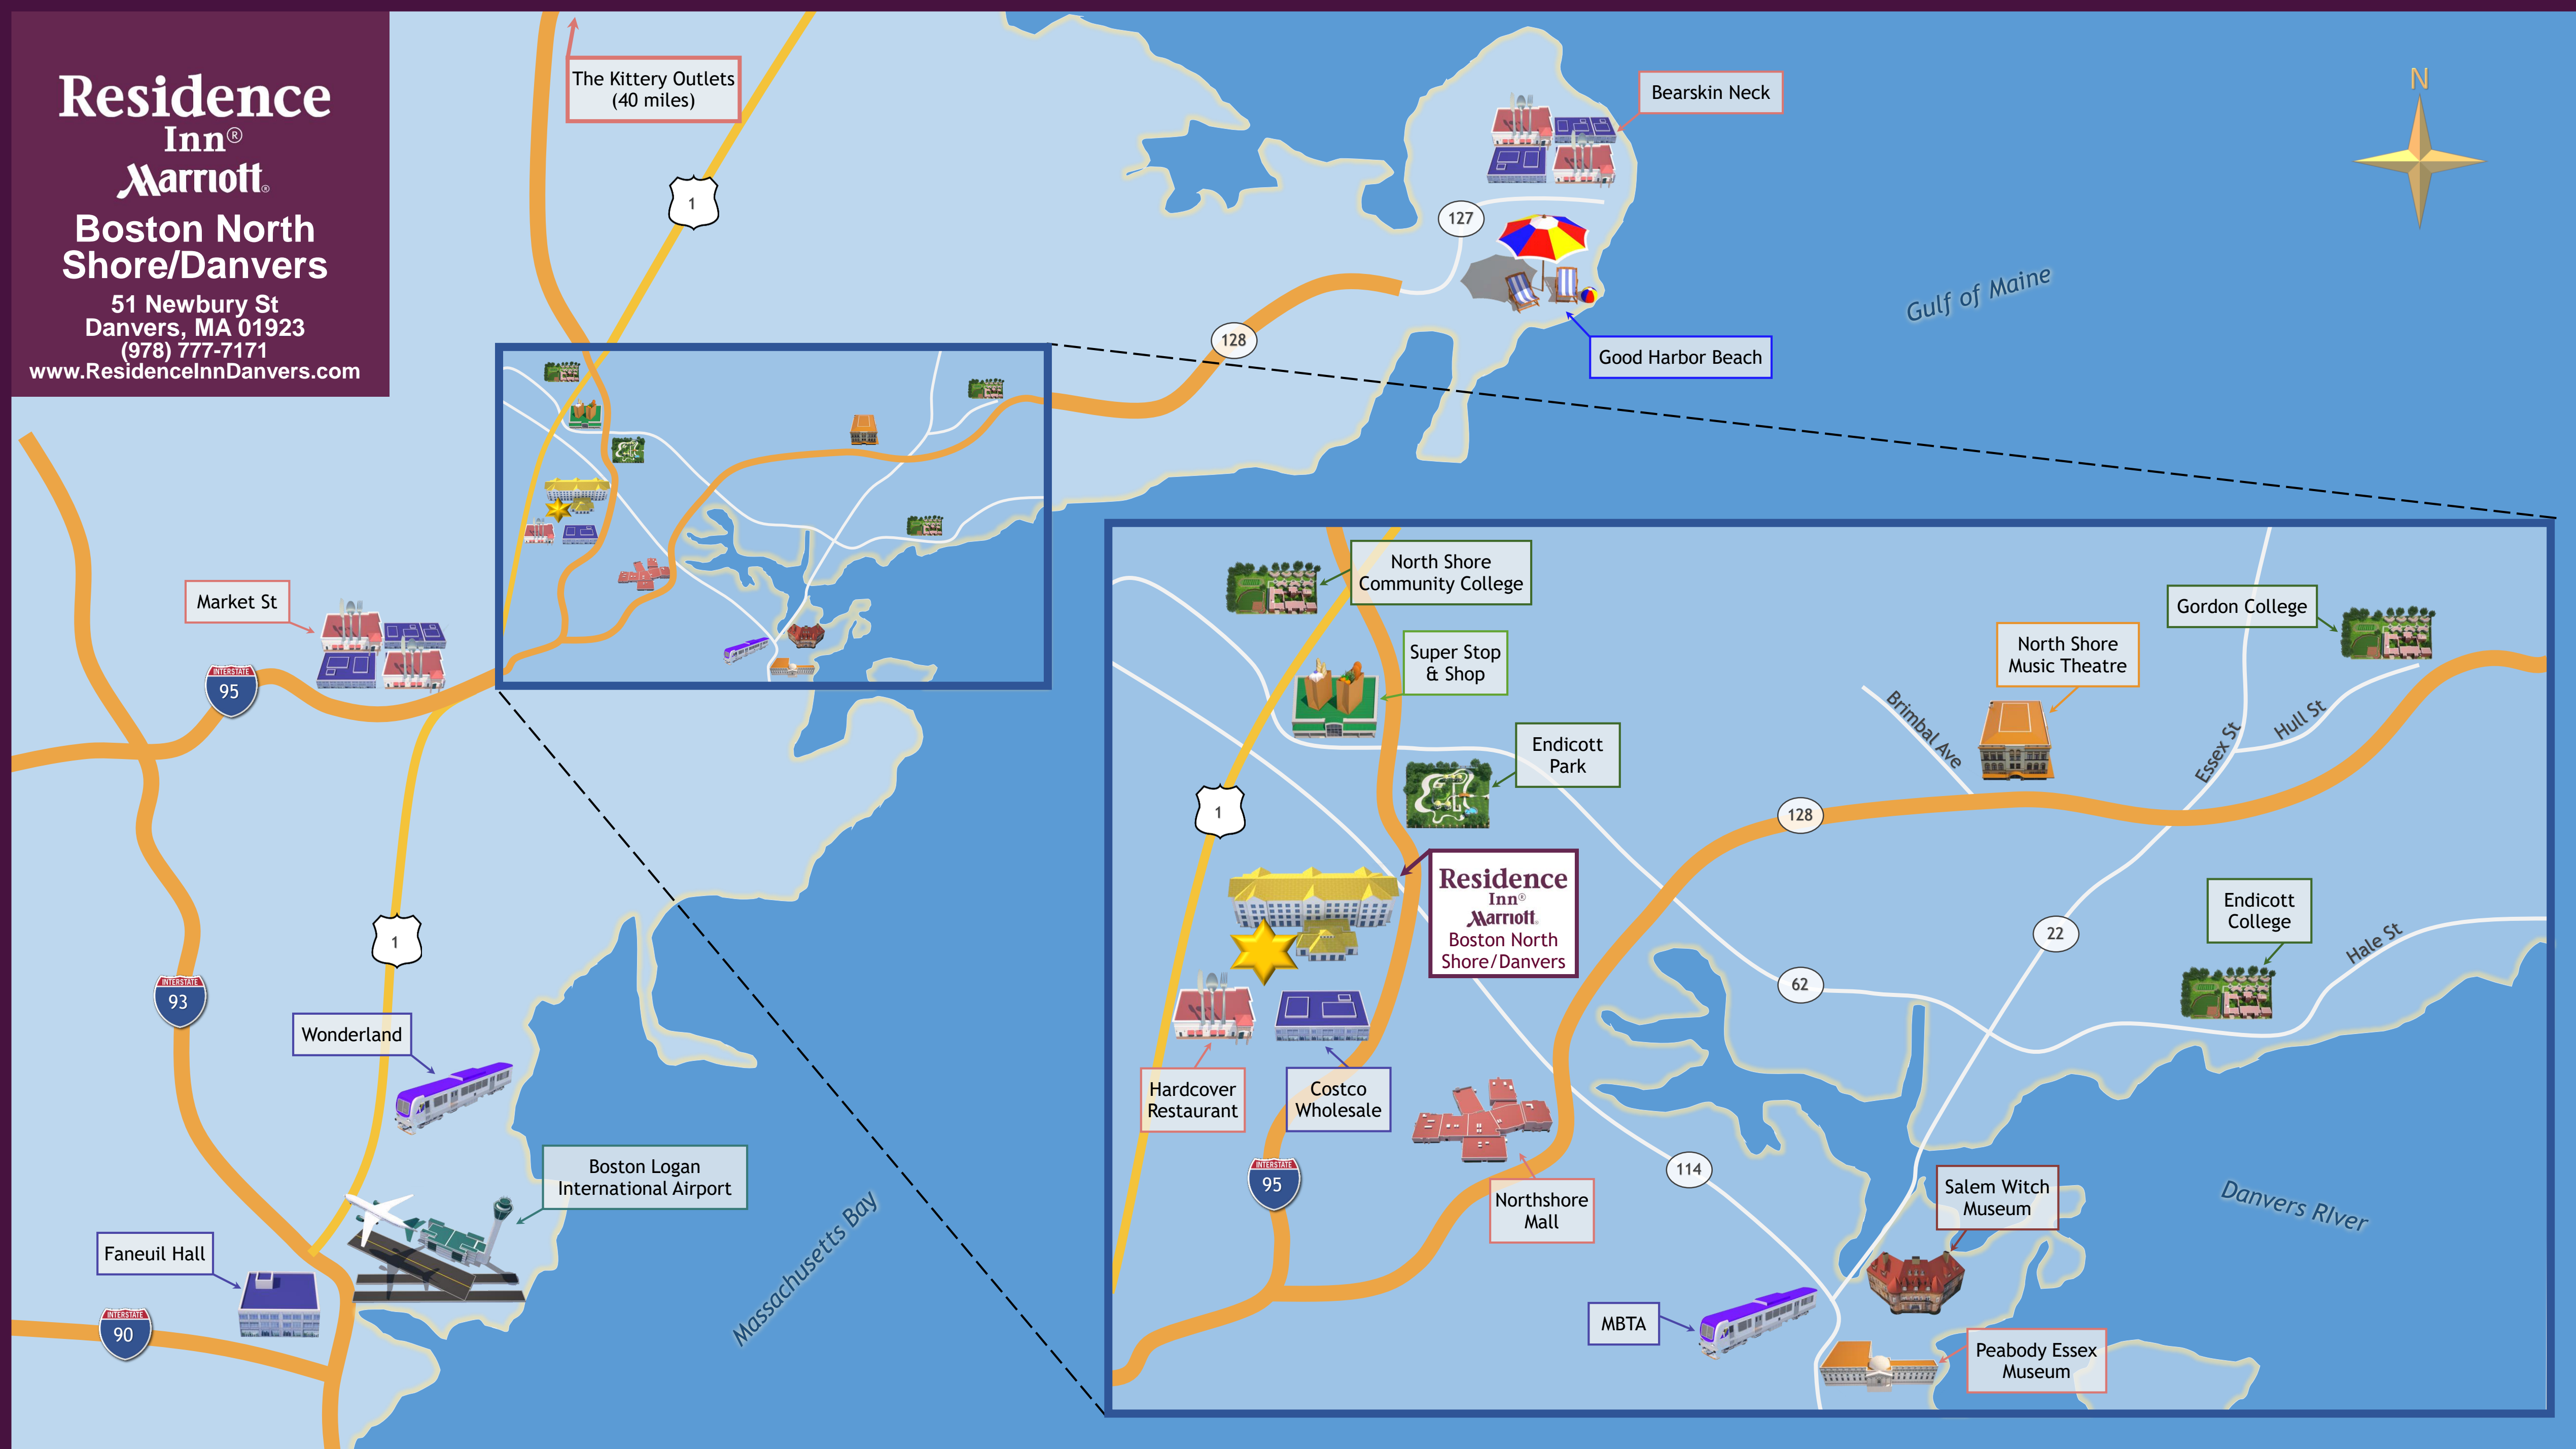 Residence
Inn®
Marriott®
Boston North
Shore/Danvers
51 Newbury St
Danvers, MA 01923
(978) 777-7171
www.ResidenceInnDanvers.com
The Kittery Outlets
(40 miles)
1
Bearskin Neck
127
Good Harbor Beach
128
N
Gulf of Maine
Market St
INTERSTATE
95
1
INTERSTATE
93
Wonderland
Boston Logan
International Airport
Faneuil Hall
INTERSTATE
90
Massachusetts Bay
North Shore
Community College
Super Stop
& Shop
Endicott
Park
1
Residence
Inn®
Marriott®
Boston North
Shore/Danvers
Hardcover
Restaurant
Costco
Wholesale
INTERSTATE
95
Northshore
Mall
128
Brimbal Ave
North Shore
Music Theatre
Gordon College
Essex St
Hull St
Endicott
College
22
Hale St
62
114
Salem Witch
Museum
Danvers RIver
MBTA
Peabody Essex
Museum